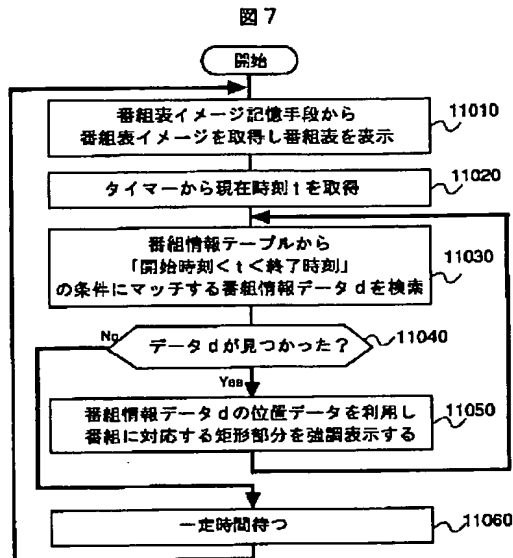 図7
開始
番組表イメージ記憶手段から
番組表イメージを取得し番組表を表示
11010
タイマーから現在時刻tを取得
11020
番組情報テーブルから
「開始時刻<t<終了時刻」
の条件にマッチする番組情報データdを検索
11030
No
データdが見つかった?
11040
Yes
番組情報データdの位置データを利用し
番組に対応する矩形部分を強調表示する
11050
一定時間待つ
11060